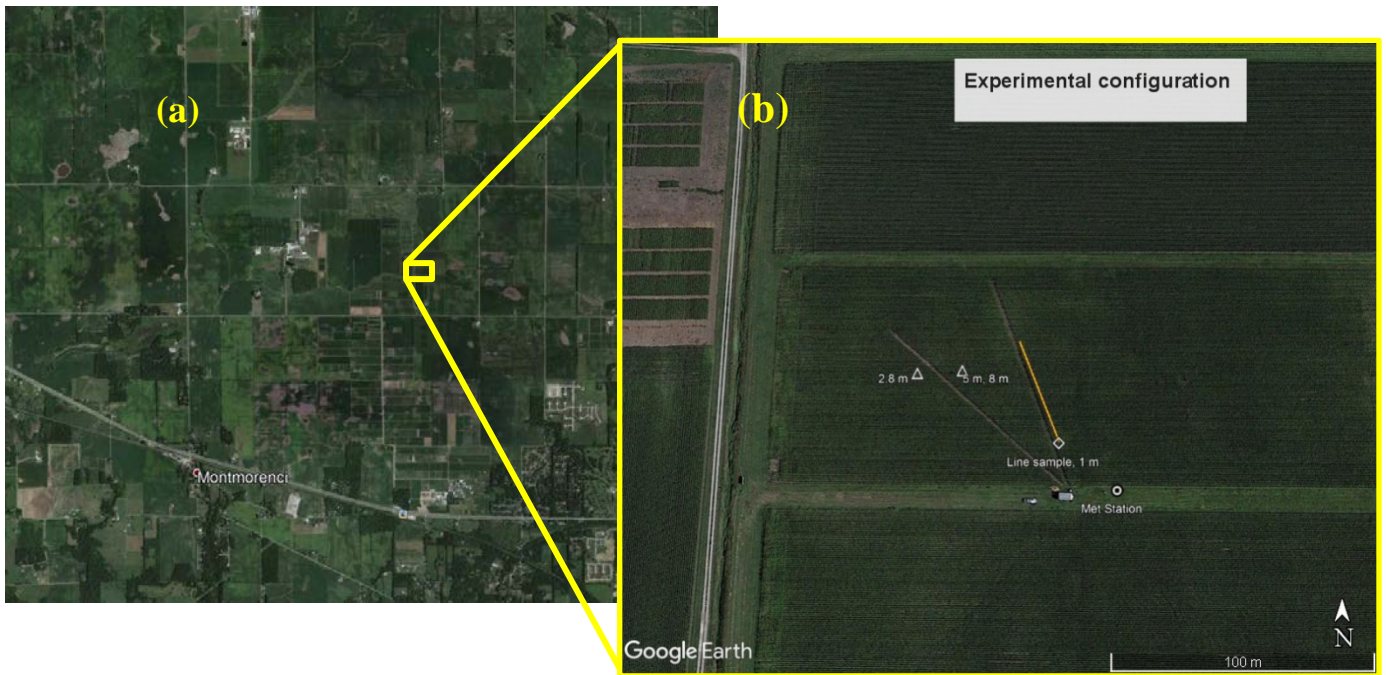 (a)
Montmorenci
(b)
Experimental configuration
2.8 m
5 m, 8 m
Line sample, 1 m
Met Station
N
Google Earth
100 m